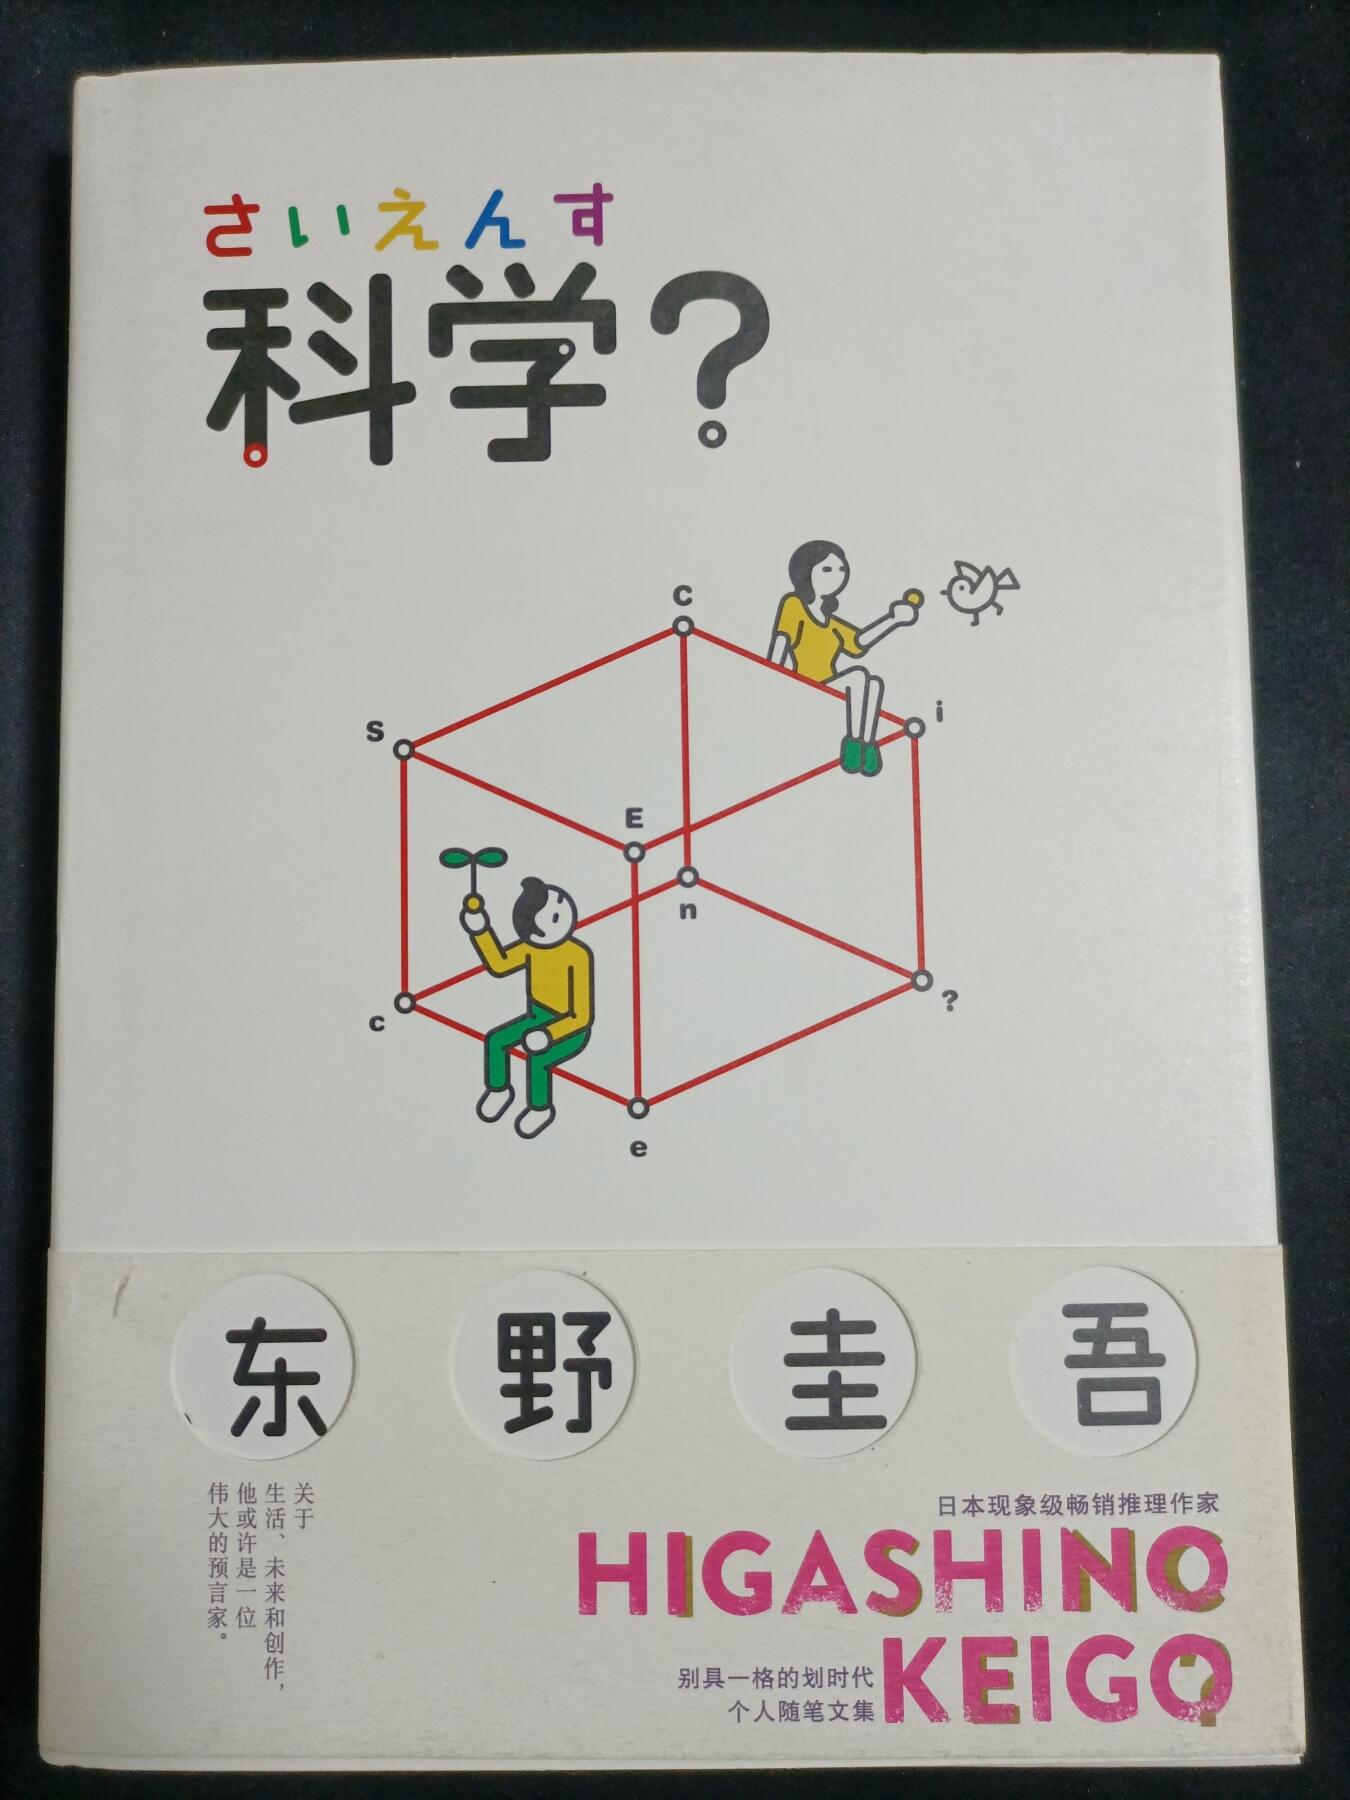 さいえんす
科学?
C
S
i
E
n
c
?
e
东野圭吾
关于
生活、未来和创作，
他或许是一位
伟大的预言家。
日本现象级畅销推理作家
HIGASHINO
KEIGO
别具一格的划时代
个人随笔文集